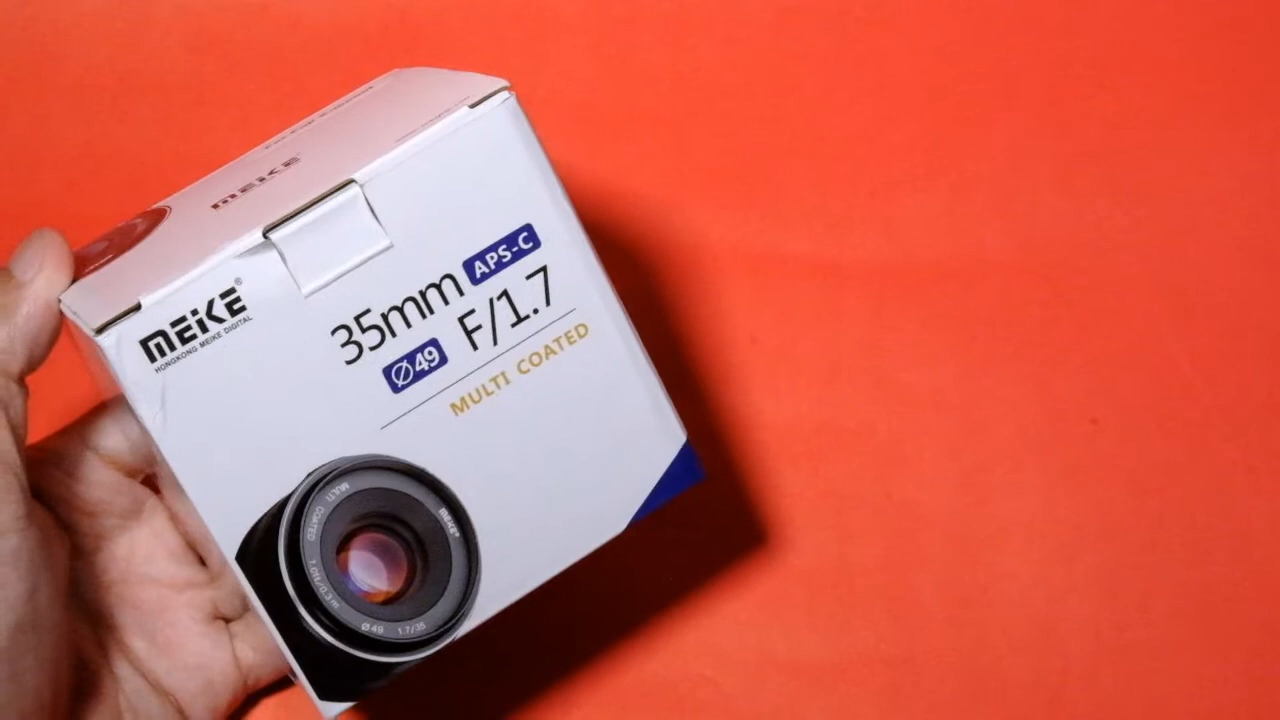 MEIKE
MEIKE®
HONGKONG MEIKE DIGITAL
35mm APS-C
Ø49 F/1.7
MULTI COATED
MEIKE®
MULTI COATED 1.0ft/0.3m Ø49 1.7/35